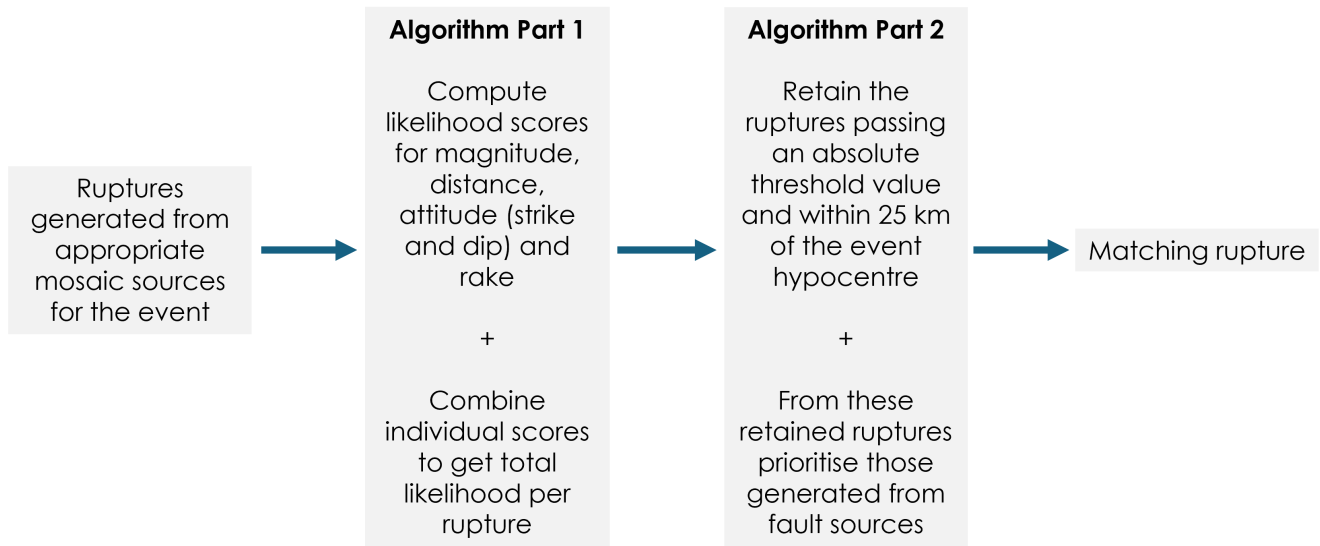 Ruptures
generated from
appropriate
mosaic sources
for the event
Algorithm Part 1
Compute
likelihood scores
for magnitude,
distance,
attitude (strike
and dip) and
rake
+
Combine
individual scores
to get total
likelihood per
rupture
Algorithm Part 2
Retain the
ruptures passing
an absolute
threshold value
and within 25 km
of the event
hypocentre
+
From these
retained ruptures
prioritise those
generated from
fault sources
Matching rupture